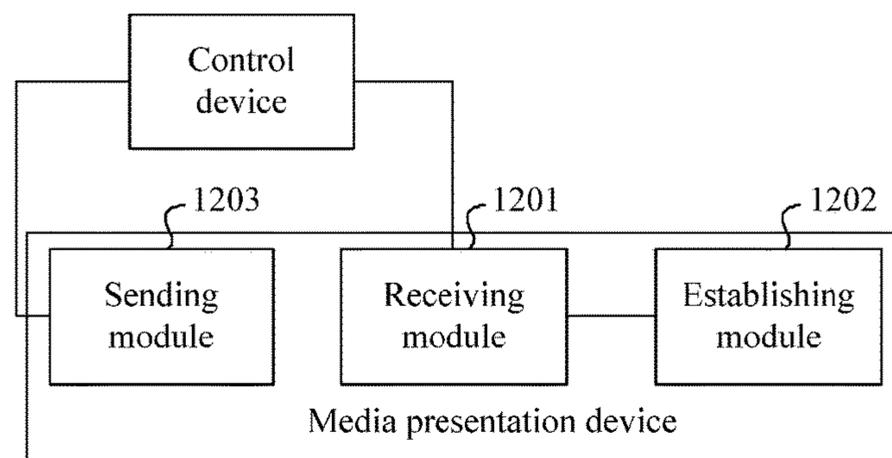 Control
device
1203
1201
1202
Sending
module
Receiving
module
Establishing
module
Media presentation device